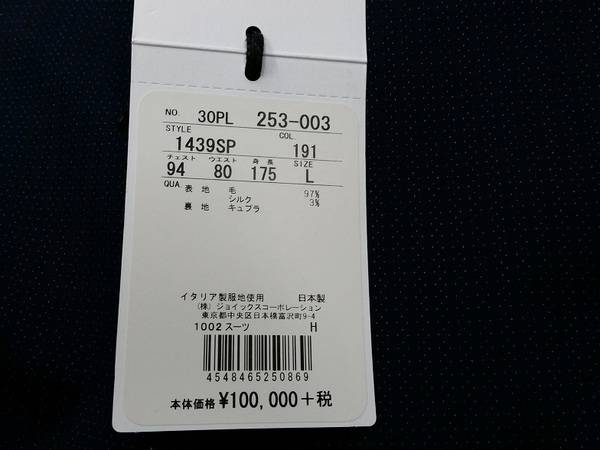 NO. 30PL 253-003
STYLE COL.
1439SP 191
チェスト ウエスト 身長 SIZE
94 80 175 L
QUA. 表地 毛 97%
シルク 3%
裏地 キュプラ
イタリア製服地使用 日本製
(株)ジョイックスコーポレーション
東京都中央区日本橋富沢町9-4
1002スーツ H
4548465250869
本体価格 ¥100,000+税